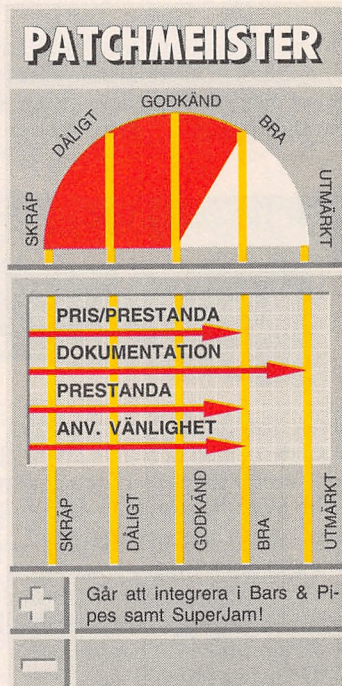 PATCHMEIISTER
SKRÄP
DÅLIGT
GODKÄND
BRA
UTMÄRKT
PRIS/PRESTANDA
DOKUMENTATION
PRESTANDA
ANV. VÄNLIGHET
SKRÄP
DÅLIGT
GODKÄND
BRA
UTMÄRKT
Går att integrera i Bars & Pi-
pes samt SuperJam!